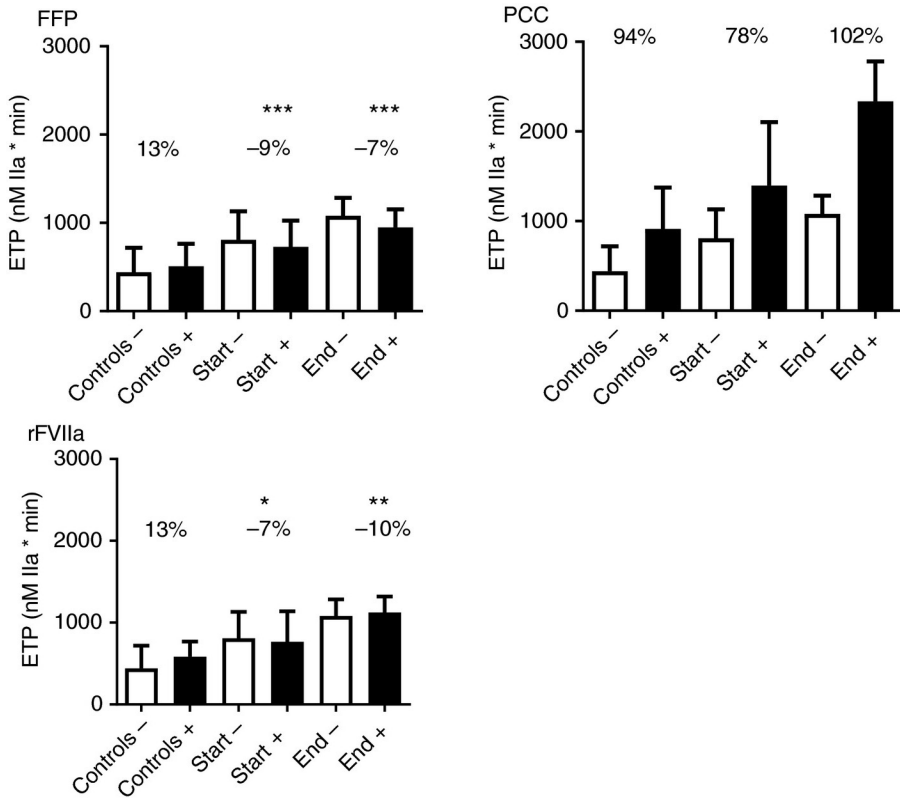 FFP
3000
2000
1000
0
ETP (nM IIa * min)
*** ***
13% –9% –7%
Controls –
Controls +
Start –
Start +
End –
End +
PCC
3000
2000
1000
0
ETP (nM IIa * min)
94% 78% 102%
Controls –
Controls +
Start –
Start +
End –
End +
rFVIIa
3000
2000
1000
0
ETP (nM IIa * min)
* **
13% –7% –10%
Controls –
Controls +
Start –
Start +
End –
End +